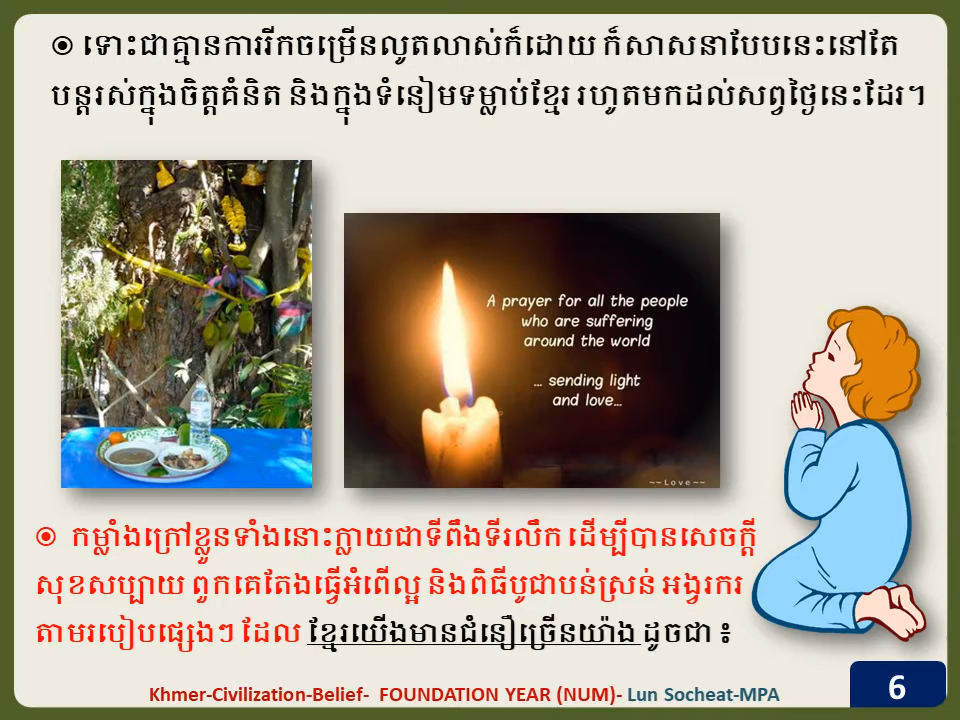 ⦿ ទោះជាគ្មានការរីកចម្រើនលូតលាស់ក៏ដោយ ក៏សាសនាបែបនេះនៅតែ
បន្តរស់ក្នុងចិត្តគំនិត និងក្នុងទំនៀមទម្លាប់ខ្មែរ រហូតមកដល់សព្វថ្ងៃនេះដែរ។
A prayer for all the people
who are suffering
around the world
... sending light
and love...
~~Love~~
⦿ កម្លាំងក្រៅខ្លួនទាំងនោះក្លាយជាទីពឹងទីរលឹក ដើម្បីបានសេចក្តី
សុខសប្បាយ ពួកគេតែងធ្វើអំពើល្អ និងពិធីបូជាបន់ស្រន់ អង្វរករ
តាមរបៀបផ្សេងៗ ដែល ខ្មែរយើងមានជំនឿច្រើនយ៉ាង ដូចជា ៖
Khmer-Civilization-Belief- FOUNDATION YEAR (NUM)- Lun Socheat-MPA
6